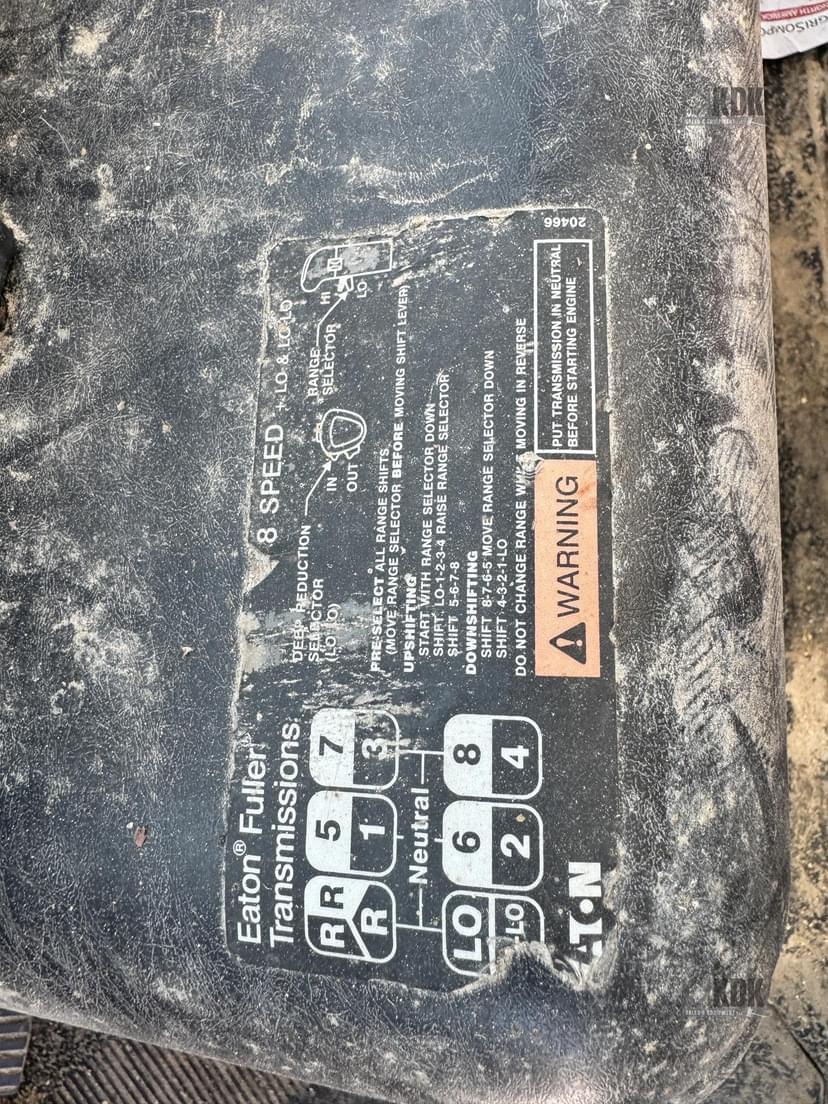 Eaton® Fuller®
Transmissions
8 SPEED + LO & LO-LO
DEEP REDUCTION
SELECTOR
(LO LO)
IN
OUT
RANGE
SELECTOR
HI
LO
R R 5 7
R 1 3
Neutral
LO 6 8
LO 2 4
PRE-SELECT ALL RANGE SHIFTS
(MOVE RANGE SELECTOR BEFORE MOVING SHIFT LEVER)
UPSHIFTING
START WITH RANGE SELECTOR DOWN
SHIFT LO-1-2-3-4 RAISE RANGE SELECTOR
SHIFT 5-6-7-8
DOWNSHIFTING
SHIFT 8-7-6-5 MOVE RANGE SELECTOR DOWN
SHIFT 4-3-2-1-LO
DO NOT CHANGE RANGE MOVING IN REVERSE
WARNING
PUT TRANSMISSION IN NEUTRAL
BEFORE STARTING ENGINE
20466
KDK
KDK